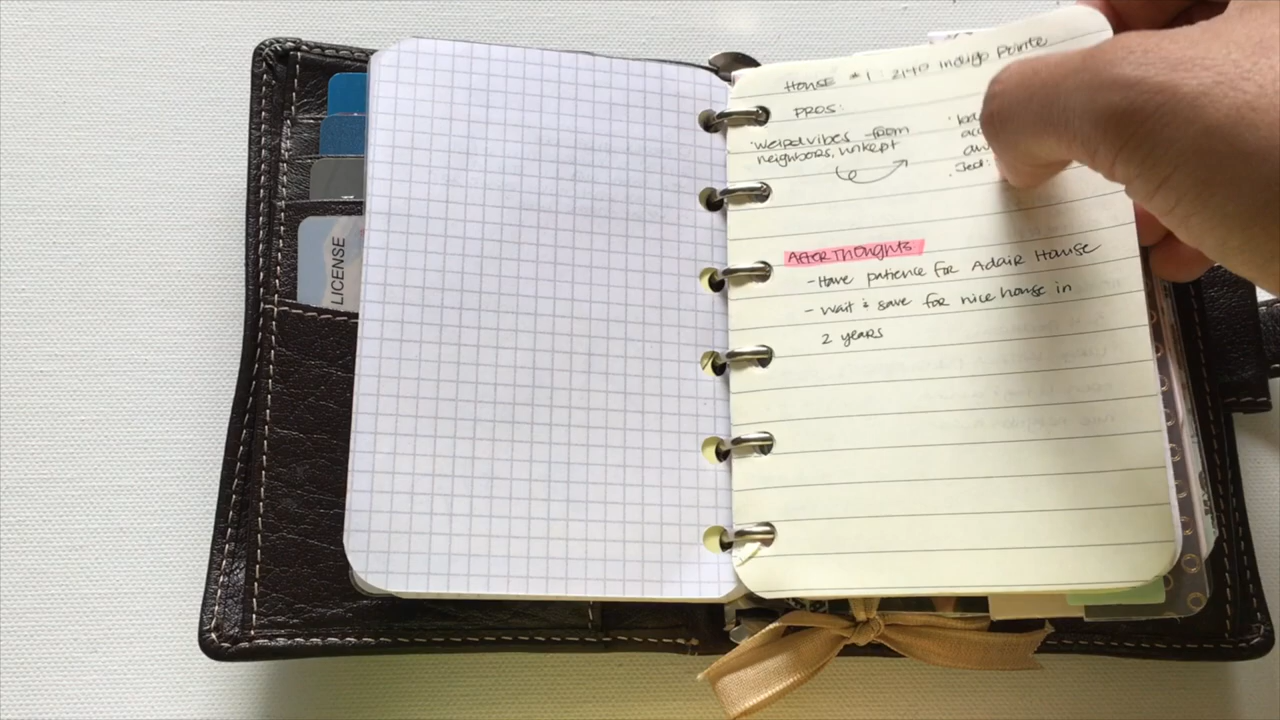 LICENSE
HOUSE #1: 2140 Indigo Pointe
PROS:
· Weird vibes from
neighbors, unkept
AFTERTHOUGHTS
- Have patience for Adair House
- Wait & save for nice house in
2 years